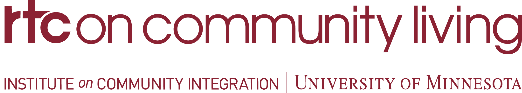 rtc on community living
INSTITUTE on COMMUNITY INTEGRATION | UNIVERSITY OF MINNESOTA